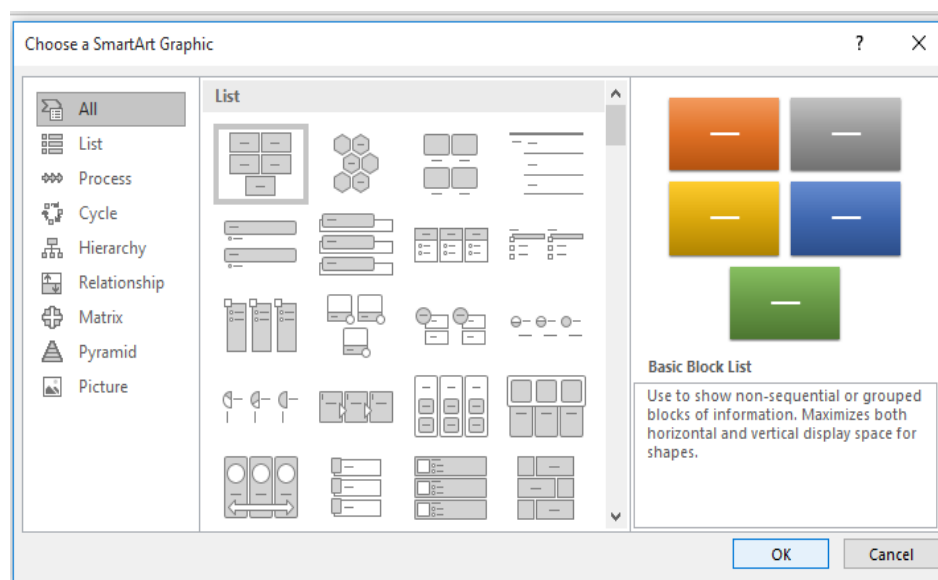 Choose a SmartArt Graphic
?
All
List
Process
Cycle
Hierarchy
Relationship
Matrix
Pyramid
Picture
List
Basic Block List
Use to show non-sequential or grouped
blocks of information. Maximizes both
horizontal and vertical display space for
shapes.
OK
Cancel